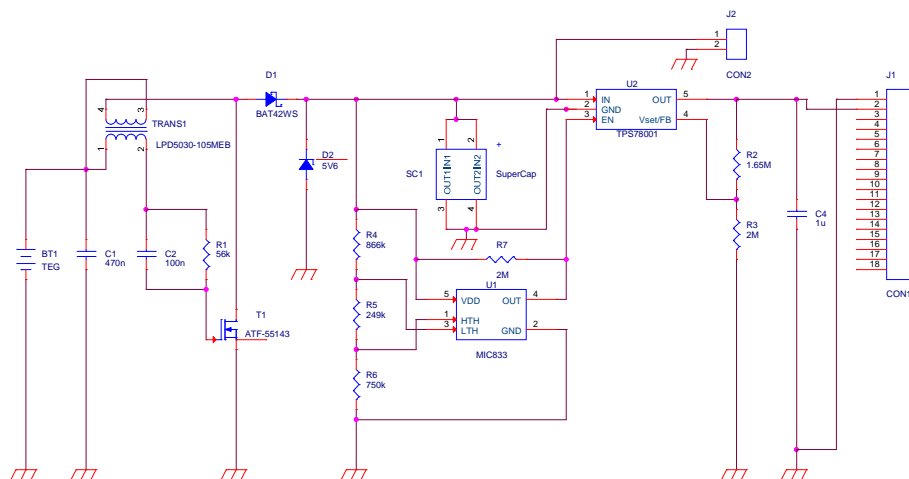 J2
1
2
CON2
D1
BAT42WS
4
3
TRANS1
1
2
LPD5030-105MEB
D2
5V6
U2
1
IN
OUT
5
2
GND
3
EN
Vset/FB
4
TPS78001
J1
1
2
3
4
5
6
7
8
9
10
11
12
13
14
15
16
17
18
CON1
+
1
2
OUT1 IN1
OUT2 IN2
SC1
SuperCap
3
4
R2
1.65M
R3
2M
C4
1u
BT1
TEG
C1
470n
C2
100n
R1
56k
T1
ATF-55143
R4
866k
R5
249k
R6
750k
R7
2M
U1
5
VDD
OUT
4
1
HTH
3
LTH
GND
2
MIC833